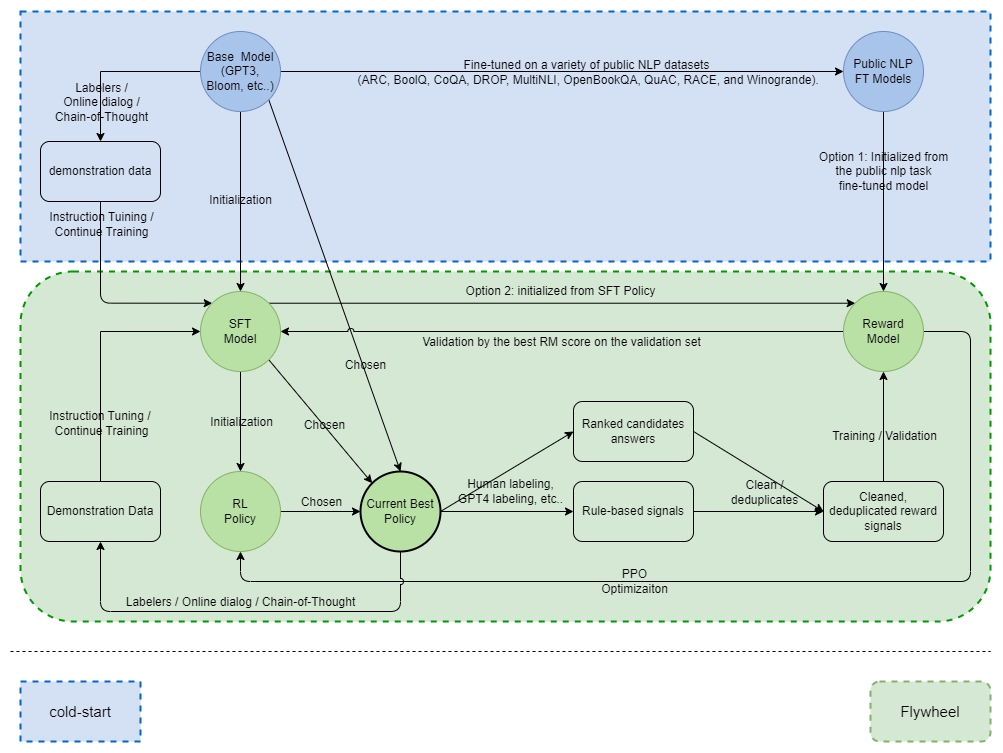 Base  Model
(GPT3,
Bloom, etc..)
Fine-tuned on a variety of public NLP datasets
(ARC, BoolQ, CoQA, DROP, MultiNLI, OpenBookQA, QuAC, RACE, and Winogrande).
Public NLP
FT Models
Labelers /
Online dialog /
Chain-of-Thought
demonstration data
Option 1: Initialized from
the public nlp task
fine-tuned model
Initialization
Instruction Tuining /
Continue Training
Option 2: initialized from SFT Policy
SFT
Model
Reward
Model
Validation by the best RM score on the validation set
Chosen
Instruction Tuning /
Continue Training
Initialization
Chosen
Ranked candidates
answers
Training / Validation
Human labeling,
GPT4 labeling, etc..
Clean /
deduplicates
Demonstration Data
RL
Policy
Chosen
Current Best
Policy
Rule-based signals
Cleaned,
deduplicated reward
signals
PPO
Optimizaiton
Labelers / Online dialog / Chain-of-Thought
cold-start
Flywheel